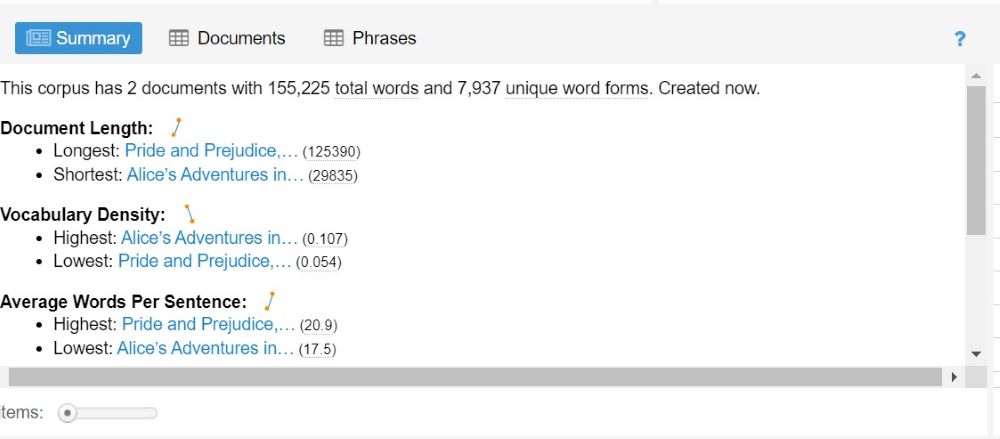 Summary Documents Phrases ?
This corpus has 2 documents with 155,225 total words and 7,937 unique word forms. Created now.
Document Length:
• Longest: Pride and Prejudice,… (125390)
• Shortest: Alice’s Adventures in… (29835)
Vocabulary Density:
• Highest: Alice’s Adventures in… (0.107)
• Lowest: Pride and Prejudice,… (0.054)
Average Words Per Sentence:
• Highest: Pride and Prejudice,… (20.9)
• Lowest: Alice’s Adventures in… (17.5)
items: